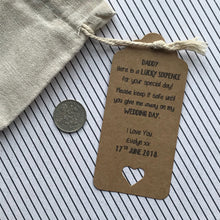 DADDY
Here is a LUCKY SIXPENCE
for your special day!
Please keep it safe until
you give me away on my
WEDDING DAY
I Love You
Evelyn xx
17TH JUNE 2018